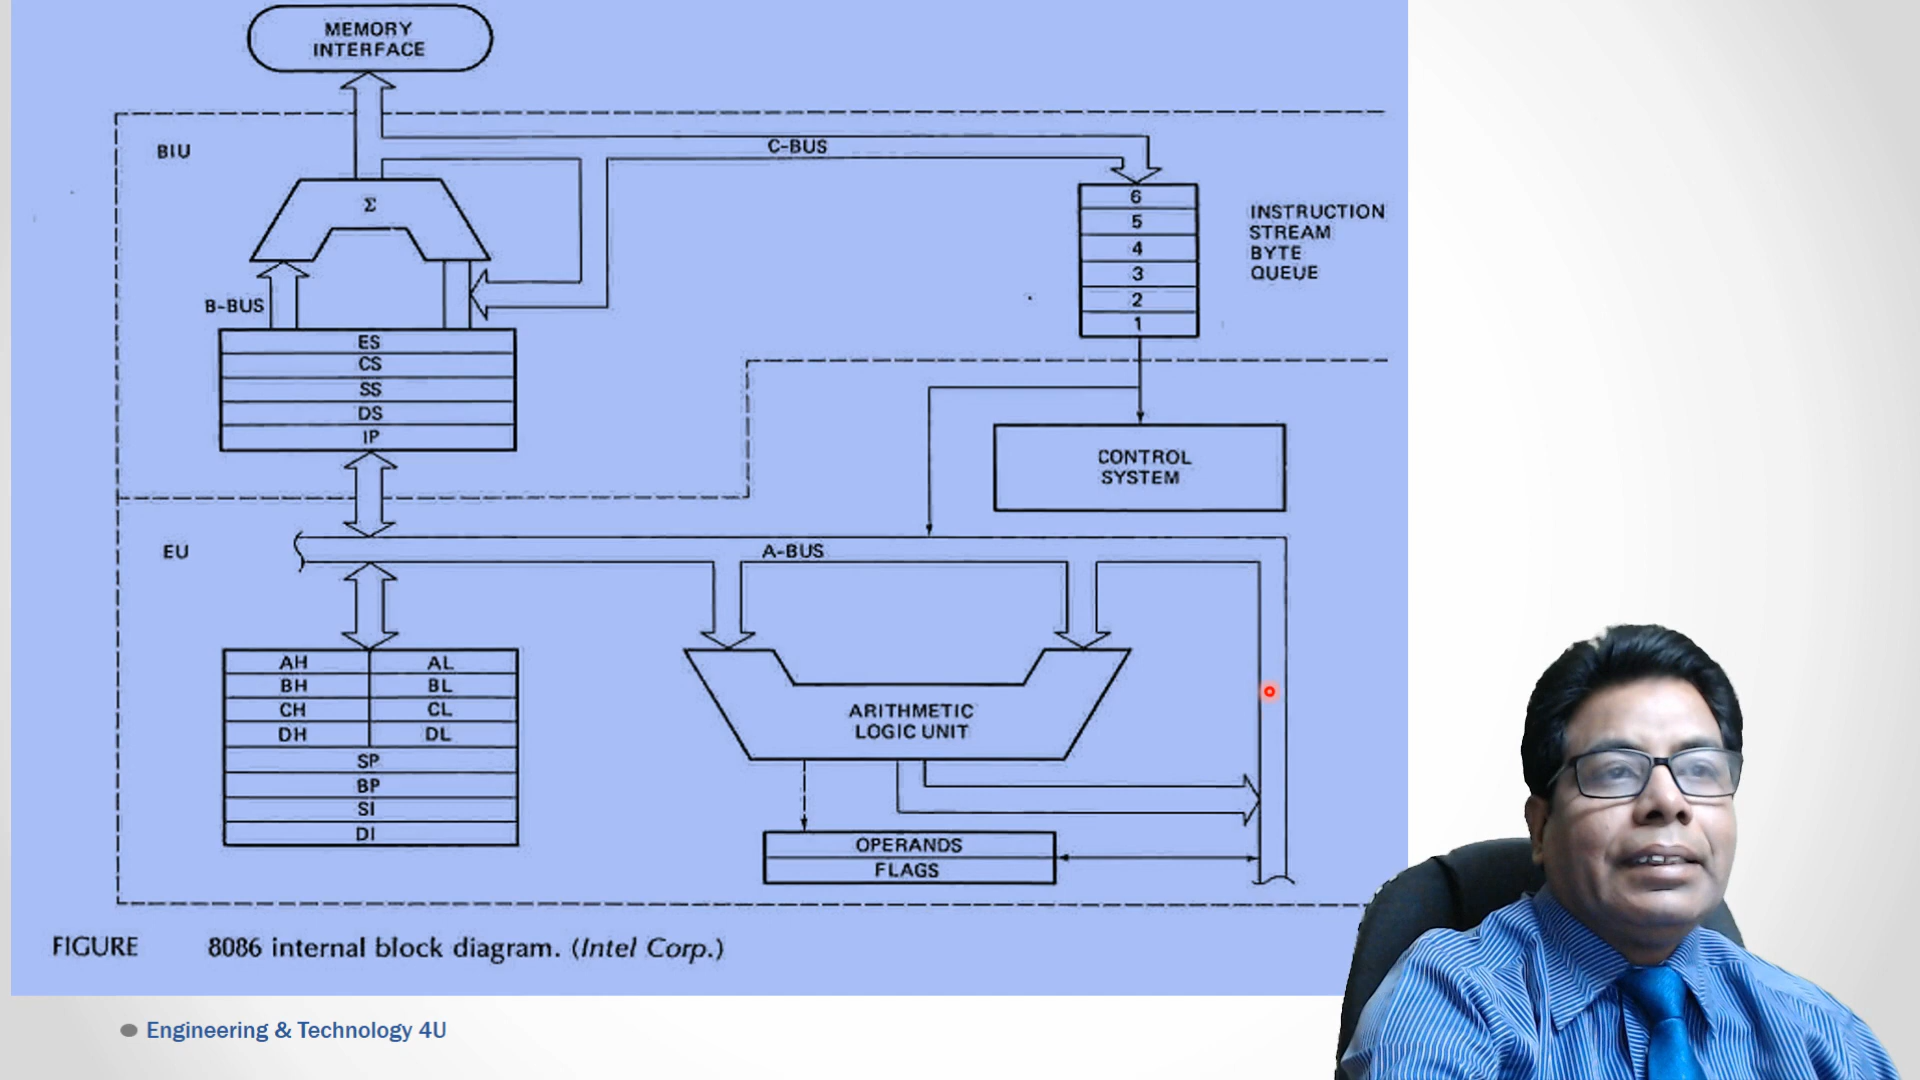 MEMORY
INTERFACE
BIU
C-BUS
Σ
6
5
4
3
2
1
INSTRUCTION
STREAM
BYTE
QUEUE
B-BUS
ES
CS
SS
DS
IP
CONTROL
SYSTEM
EU
A-BUS
AH AL
BH BL
CH CL
DH DL
SP
BP
SI
DI
ARITHMETIC
LOGIC UNIT
OPERANDS
FLAGS
FIGURE 8086 internal block diagram. (Intel Corp.)
Engineering & Technology 4U